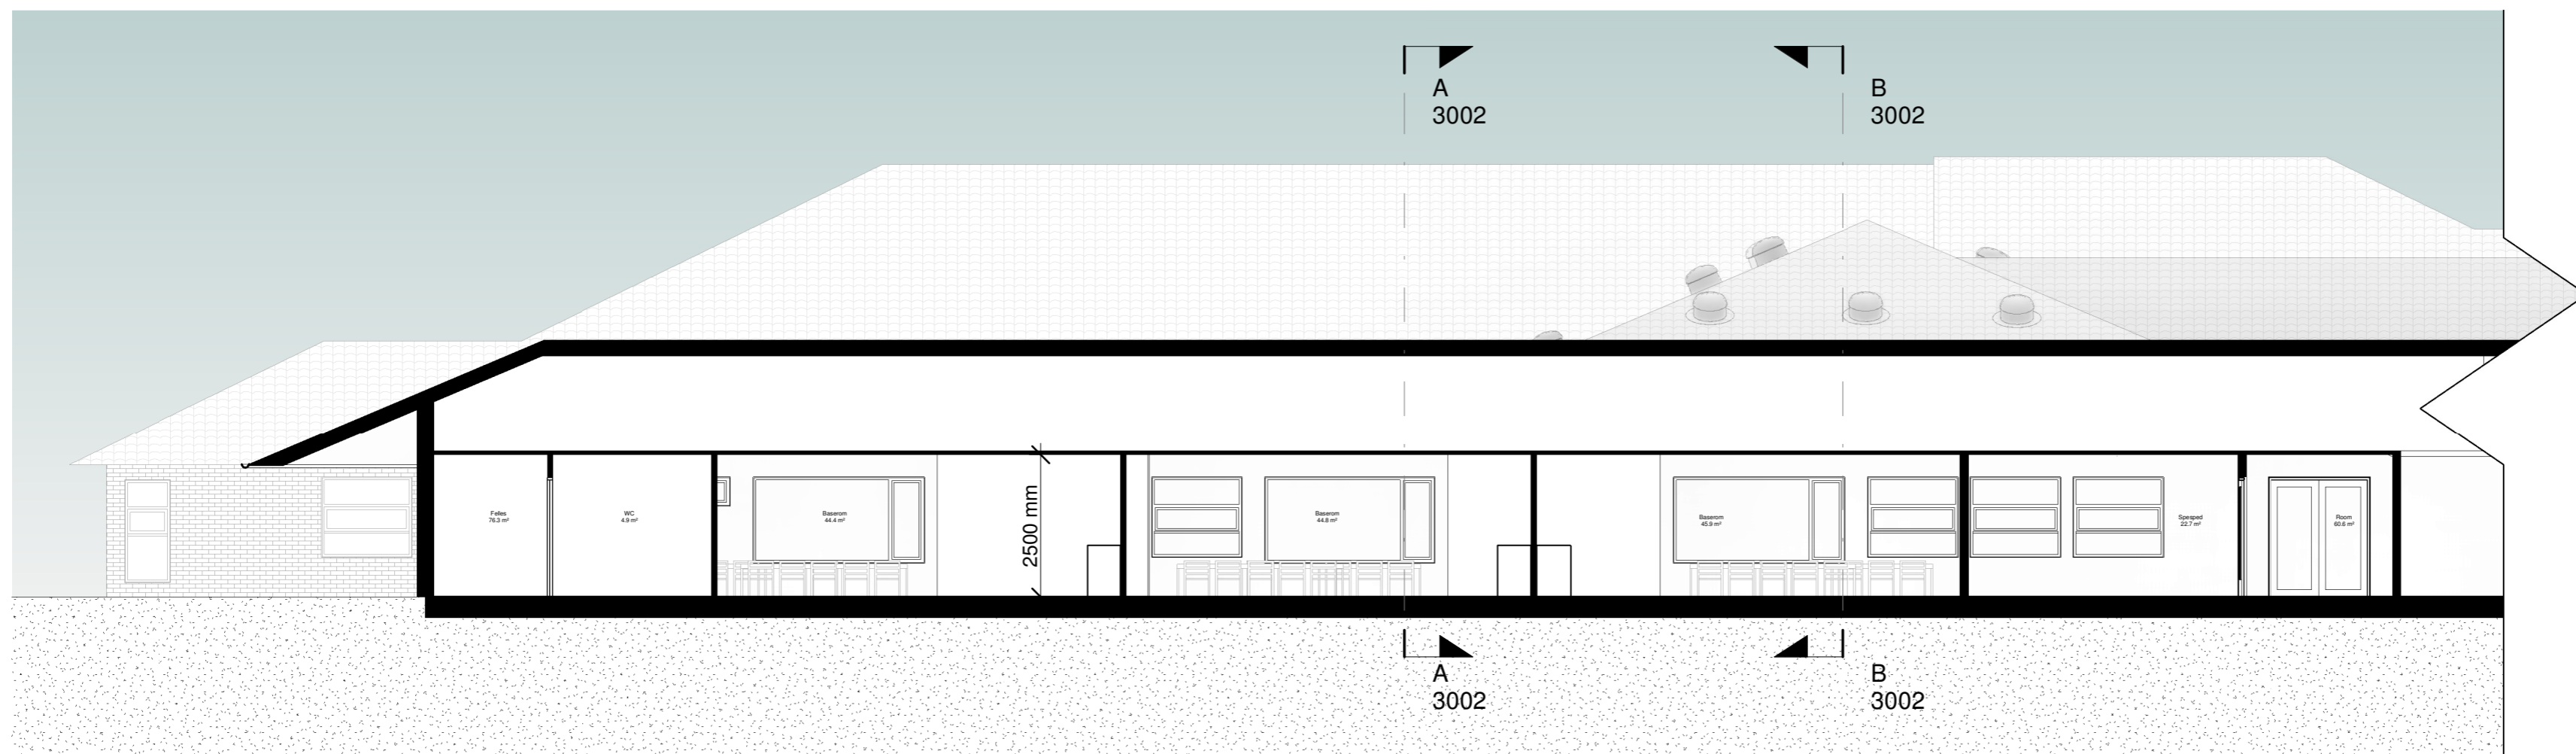 A
3002
B
3002
2500 mm
Felles
76.3 m²
WC
4.9 m²
Baserom
44.4 m²
Baserom
44.8 m²
Baserom
45.9 m²
Spesped
22.7 m²
Room
60.6 m²
A
3002
B
3002